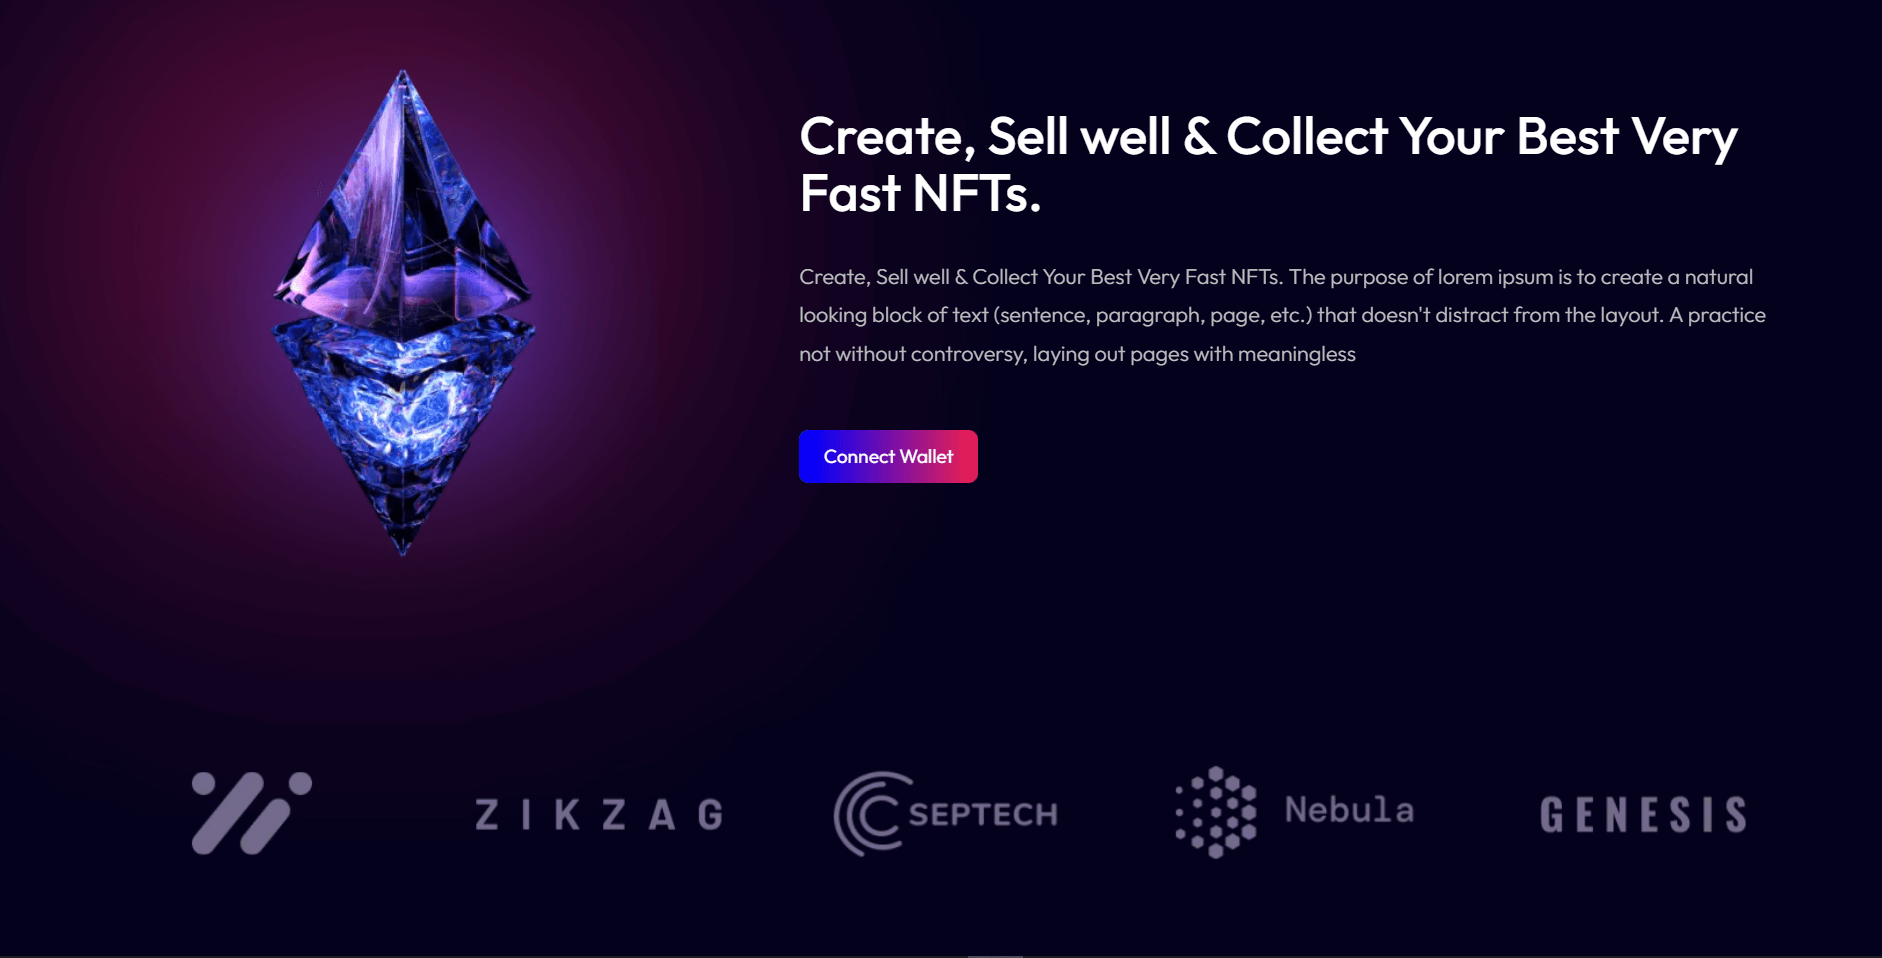 Create, Sell well & Collect Your Best Very
Fast NFTs.
Create, Sell well & Collect Your Best Very Fast NFTs. The purpose of lorem ipsum is to create a natural
looking block of text (sentence, paragraph, page, etc.) that doesn't distract from the layout. A practice
not without controversy, laying out pages with meaningless
Connect Wallet
ZIKZAG
SEPTECH
Nebula
GENESIS